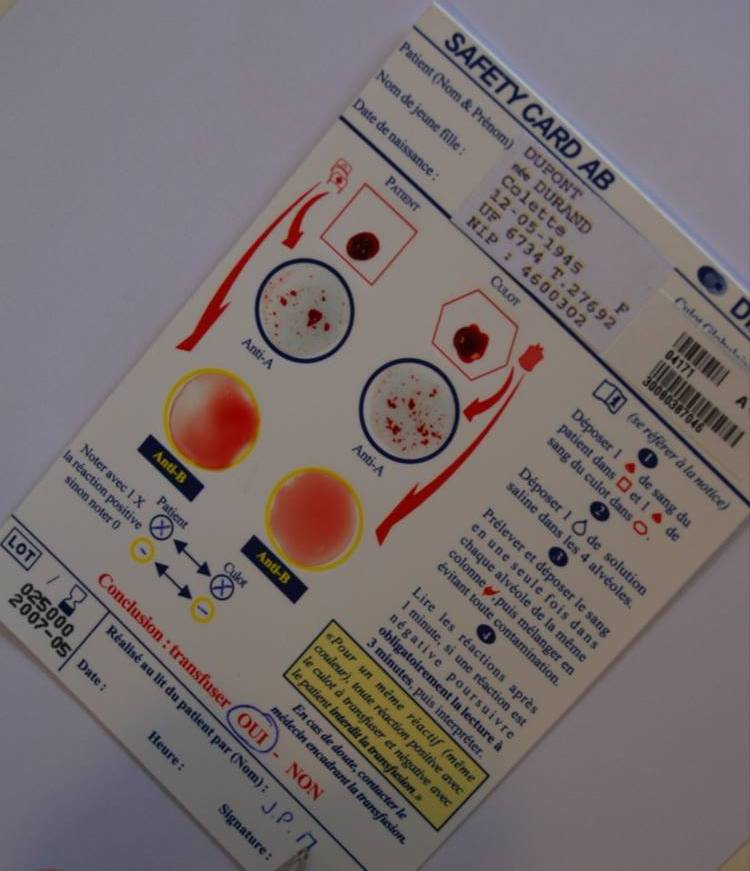 SAFETY CARD AB
Patient (Nom & Prénom)
Nom de jeune fille :
Date de naissance :
DUPONT
née DURAND
Colette
12-05-1945 F
UF 6734 T.27692
NIP : 4600302
04171
A
PATIENT
CULOT
Anti-A
Anti-A
Anti-B
Anti-B
Noter avec 1 X
la réaction positive
sinon noter 0
Patient
Culot
X
X
-
-
(se référer à la notice)
1
Déposer 1 de sang du
patient dans et 1 de
sang du culot dans .
2
Déposer 1 de solution
saline dans les 4 alvéoles.
3
Prélever et déposer le sang
en une seule fois dans
chaque alvéole de la même
colonne puis mélanger en
évitant toute contamination.
4
Lire les réactions après
1 minute, si une réaction est
négative poursuivre
obligatoirement la lecture à
3 minutes, puis interpréter.
«Pour un même réactif (même
couleur), toute réaction positive avec
le culot à transfuser et négative avec
le patient interdit la transfusion.»
En cas de doute, contacter le
médecin encadrant la transfusion.
Conclusion : transfuser OUI - NON
LOT /
025000
2007-05
Réalisé au lit du patient par (Nom) : J.P.
Date :
Heure :
Signature :